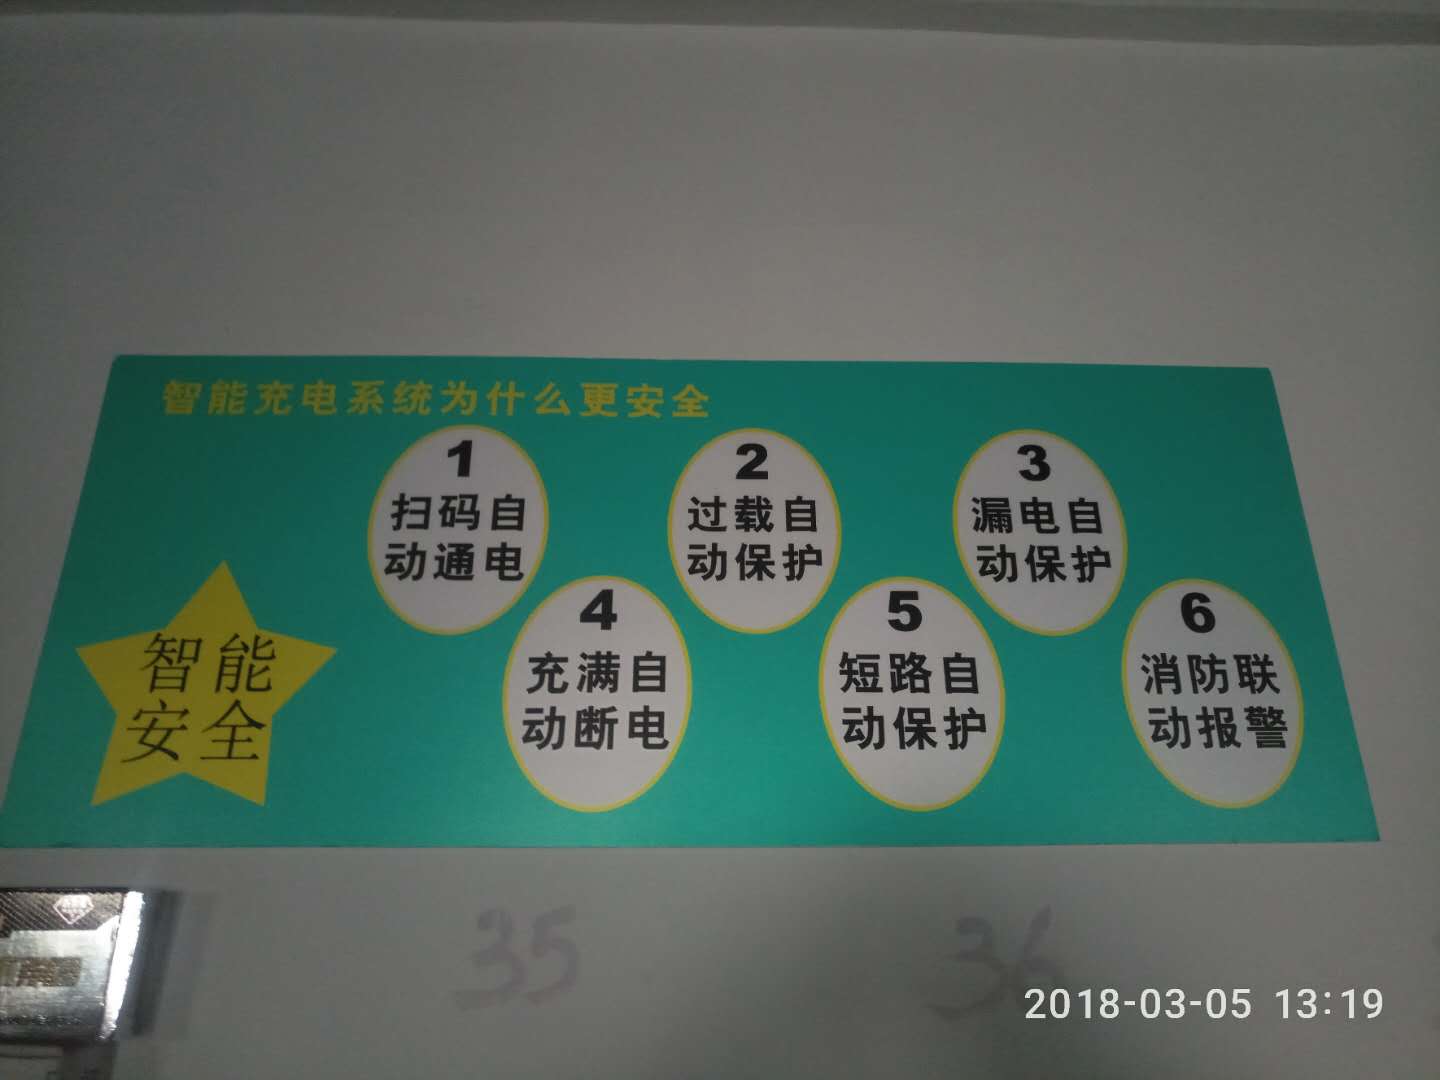 智能充电系统为什么更安全
1
扫码自
动通电
2
过载自
动保护
3
漏电自
动保护
4
充满自
动断电
5
短路自
动保护
6
消防联
动报警
智能
安全
35
36
2018-03-05 13:19